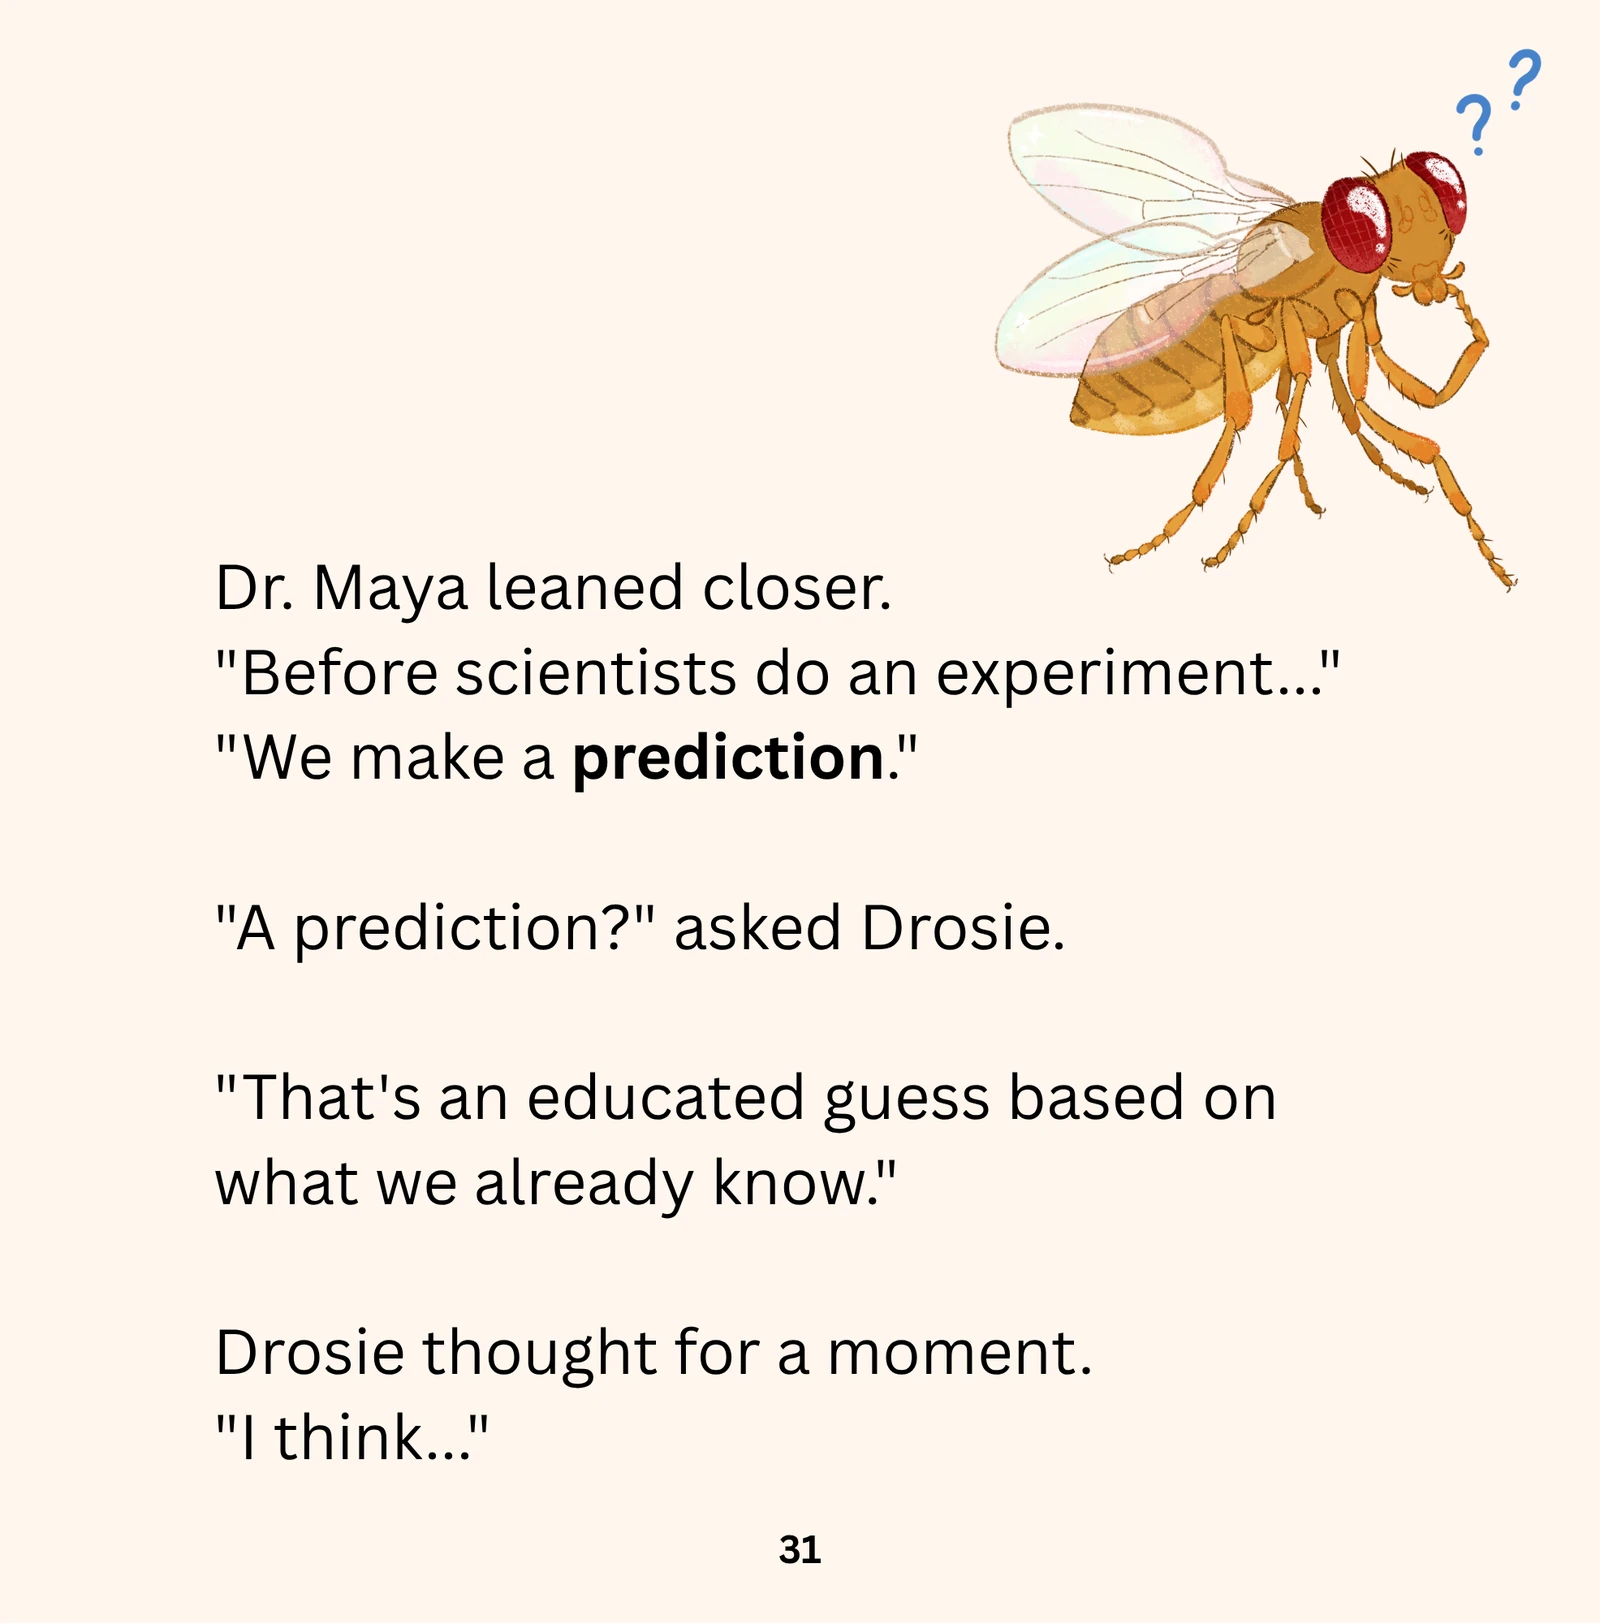 ? ?
Dr. Maya leaned closer.
"Before scientists do an experiment..."
"We make a prediction."
"A prediction?" asked Drosie.
"That's an educated guess based on
what we already know."
Drosie thought for a moment.
"I think..."
31